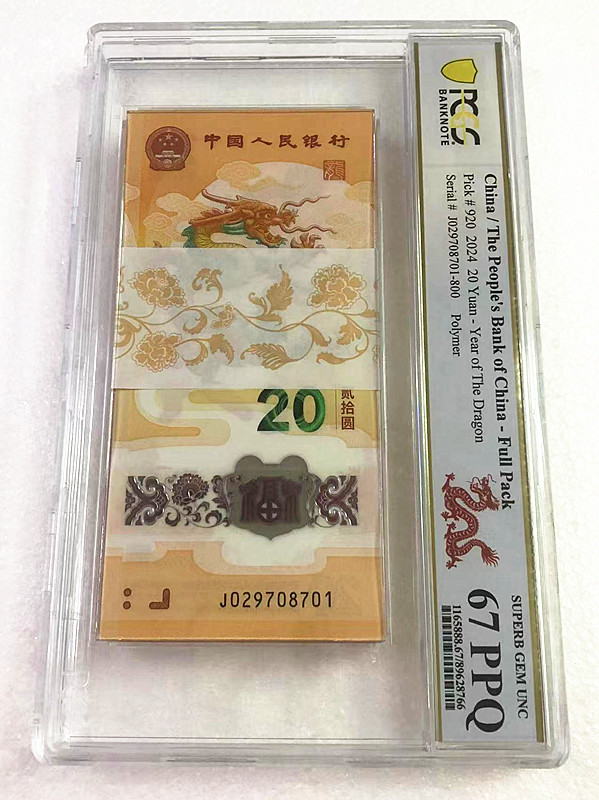 PCGS
BANKNOTE
China / The People's Bank of China - Full Pack
Pick # 920 2024 20 Yuan - Year of The Dragon
Serial # J029708701-800 Polymer
SUPERB GEM UNC
67 PPQ
1165888.67/89628766
中国人民银行
20
贰拾圆
J029708701